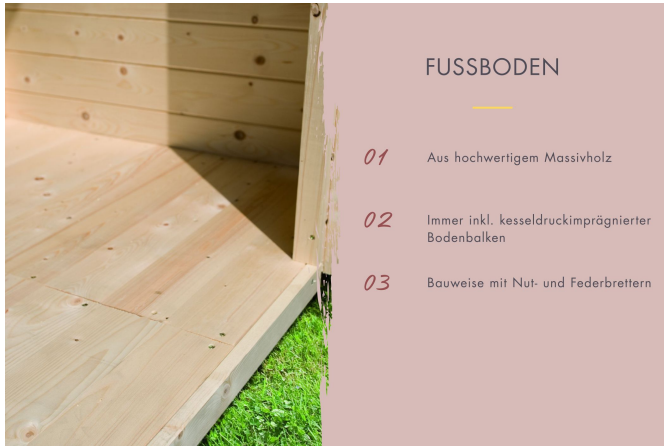 FUSSBODEN
01 Aus hochwertigem Massivholz
02 Immer inkl. kesseldruckimprägnierter
Bodenbalken
03 Bauweise mit Nut- und Federbrettern